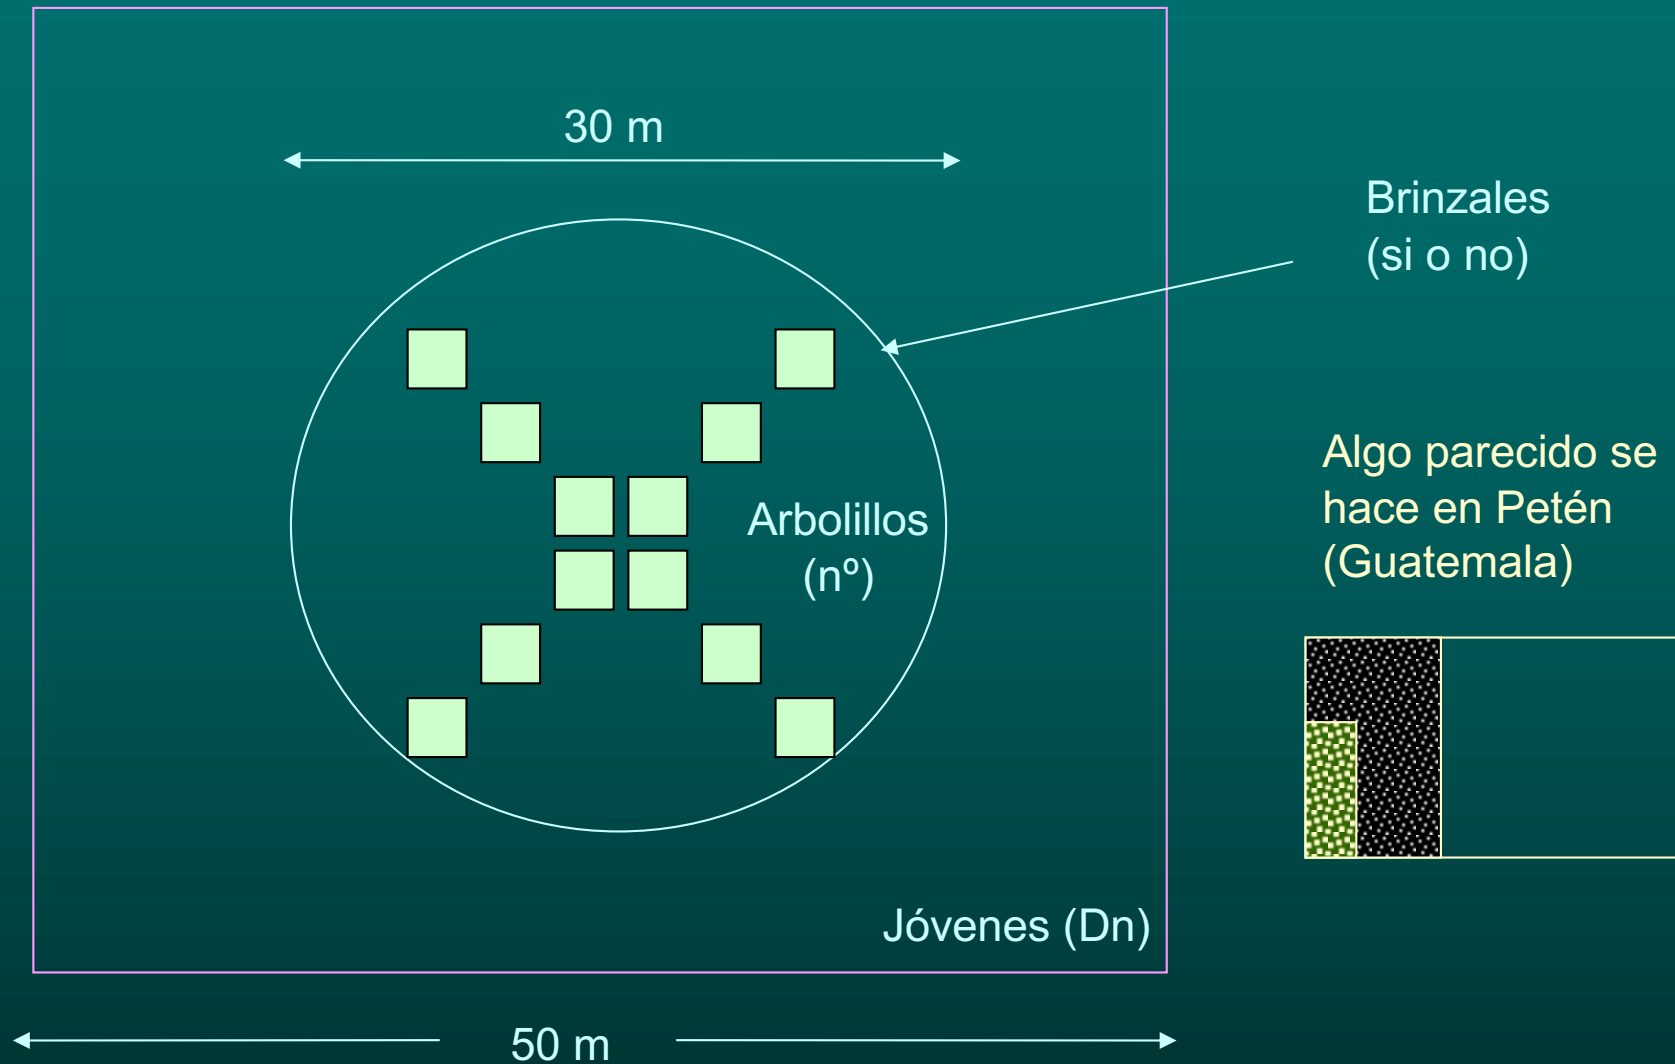 30 m
Brinzales
(si o no)
Arbolillos
(nº)
Algo parecido se
hace en Petén
(Guatemala)
Jóvenes (Dn)
50 m